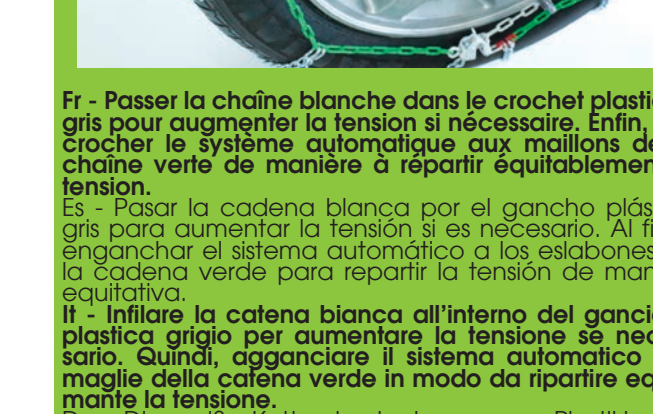 Fr - Passer la chaîne blanche dans le crochet plasti
gris pour augmenter la tension si nécessaire. Enfin,
crocher le système automatique aux maillons de
chaîne verte de manière à répartir équitablemen
tension.
Es - Pasar la cadena blanca por el gancho plás
gris para aumentar la tensión si es necesario. Al fi
enganchar el sistema automático a los eslabones
la cadena verde para repartir la tensión de man
equitativa.
It - Infilare la catena bianca all'interno del ganci
plastica grigio per aumentare la tensione se nec
sario. Quindi, agganciare il sistema automatico
maglie della catena verde in modo da ripartire eq
mante la tensione.